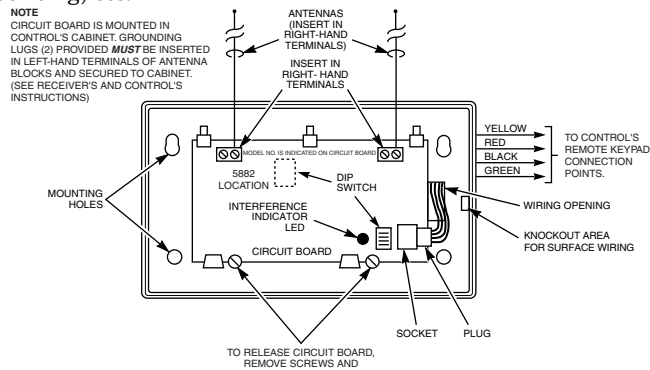 NOTE
CIRCUIT BOARD IS MOUNTED IN
CONTROL'S CABINET. GROUNDING
LUGS (2) PROVIDED MUST BE INSERTED
IN LEFT-HAND TERMINALS OF ANTENNA
BLOCKS AND SECURED TO CABINET.
(SEE RECEIVER'S AND CONTROL'S
INSTRUCTIONS)
ANTENNAS
(INSERT IN
RIGHT-HAND
TERMINALS)
INSERT IN
RIGHT- HAND
TERMINALS
MODEL NO. IS INDICATED ON CIRCUIT BOARD
5882
LOCATION
DIP
SWITCH
INTERFERENCE
INDICATOR
LED
CIRCUIT BOARD
MOUNTING
HOLES
YELLOW
RED
BLACK
GREEN
TO CONTROL'S
REMOTE KEYPAD
CONNECTION
POINTS.
WIRING OPENING
KNOCKOUT AREA
FOR SURFACE WIRING
SOCKET
PLUG
TO RELEASE CIRCUIT BOARD,
REMOVE SCREWS AND